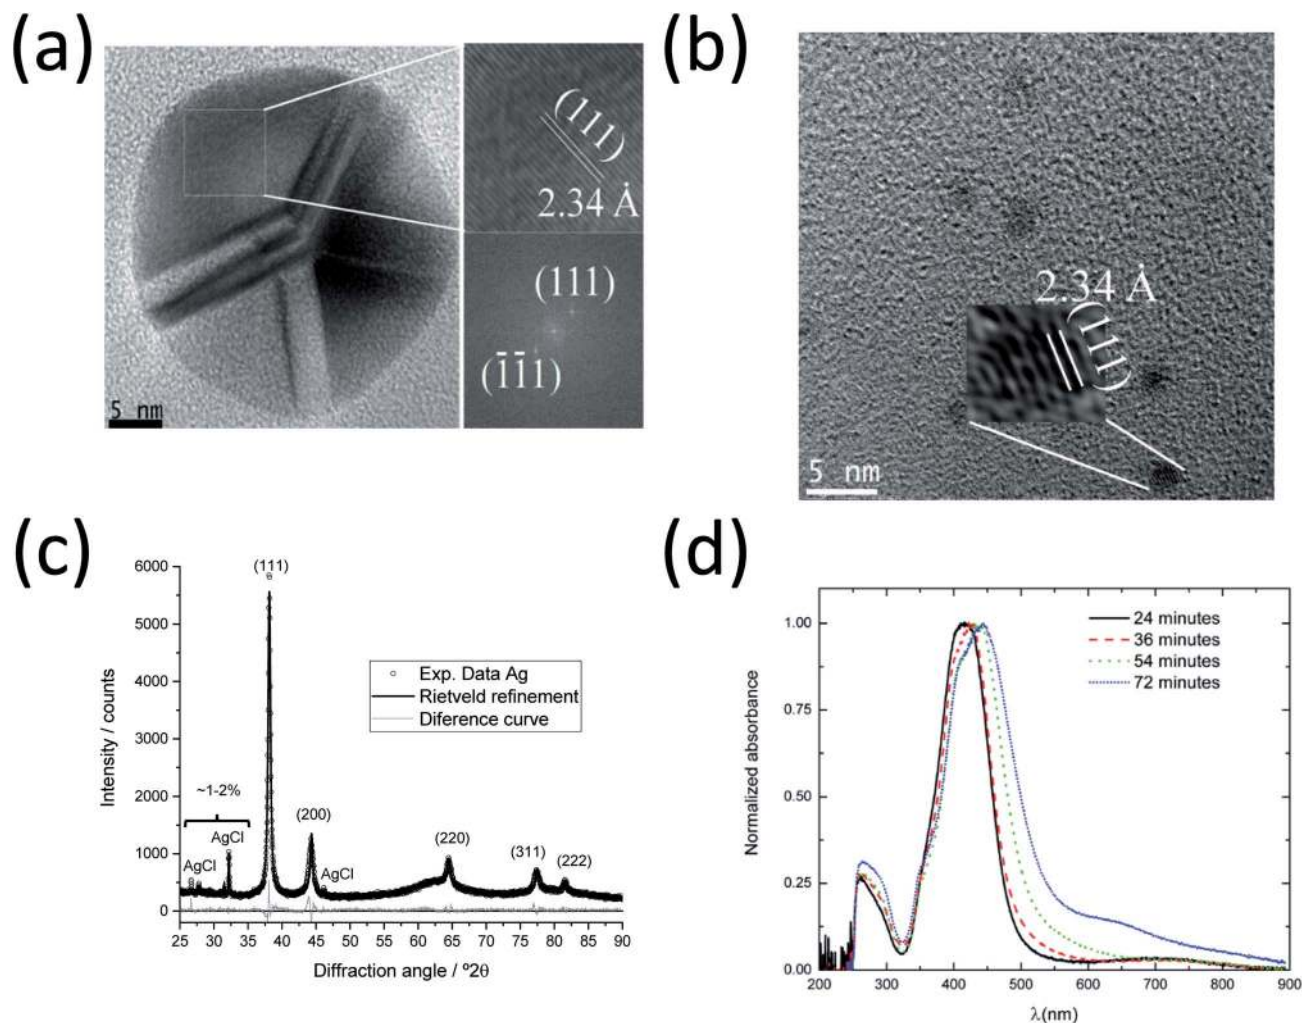 (a)
(111)
2.34 Å
(111)
(1̄1̄1)
5 nm
(b)
2.34 Å
(111)
5 nm
(c)
6000
5000
4000
3000
2000
1000
0
Intensity / counts
(111)
Exp. Data Ag
Rietveld refinement
Diference curve
~1-2%
AgCl
AgCl
(200)
AgCl
(220)
(311)
(222)
25 30 35 40 45 50 55 60 65 70 75 80 85 90
Diffraction angle / º2θ
(d)
1.00
0.75
0.50
0.25
0.00
Normalized absorbance
24 minutes
36 minutes
54 minutes
72 minutes
200 300 400 500 600 700 800 900
λ(nm)